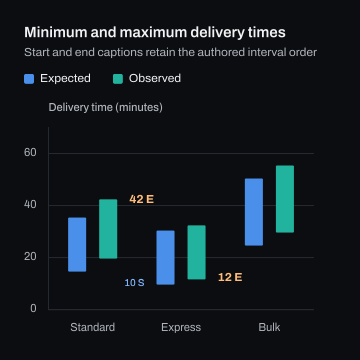 Minimum and maximum delivery times
Start and end captions retain the authored interval order
Expected Observed
Delivery time (minutes)
60
42 E
40
20
10 S 12 E
0
Standard Express Bulk